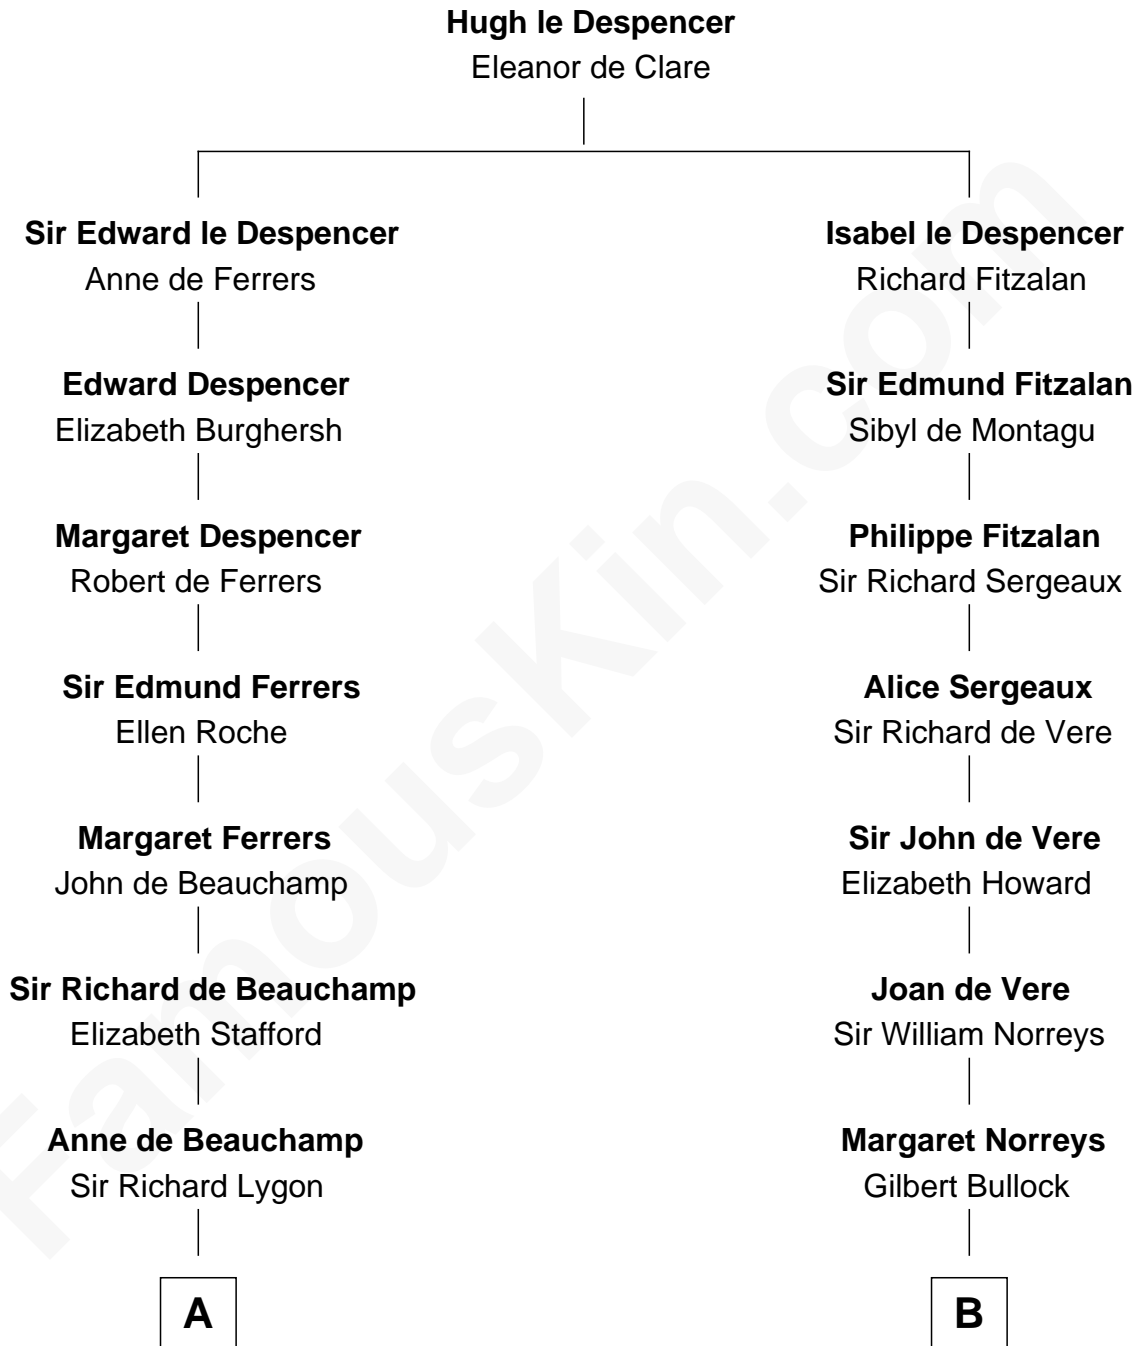 Hugh le Despencer
Eleanor de Clare
Sir Edward le Despencer
Anne de Ferrers
Isabel le Despencer
Richard Fitzalan
Edward Despencer
Elizabeth Burghersh
Sir Edmund Fitzalan
Sibyl de Montagu
Margaret Despencer
Robert de Ferrers
Philippe Fitzalan
Sir Richard Sergeaux
Sir Edmund Ferrers
Ellen Roche
Alice Sergeaux
Sir Richard de Vere
Margaret Ferrers
John de Beauchamp
Sir John de Vere
Elizabeth Howard
Sir Richard de Beauchamp
Elizabeth Stafford
Joan de Vere
Sir William Norreys
Anne de Beauchamp
Sir Richard Lygon
Margaret Norreys
Gilbert Bullock
A
B
FamousKin.com